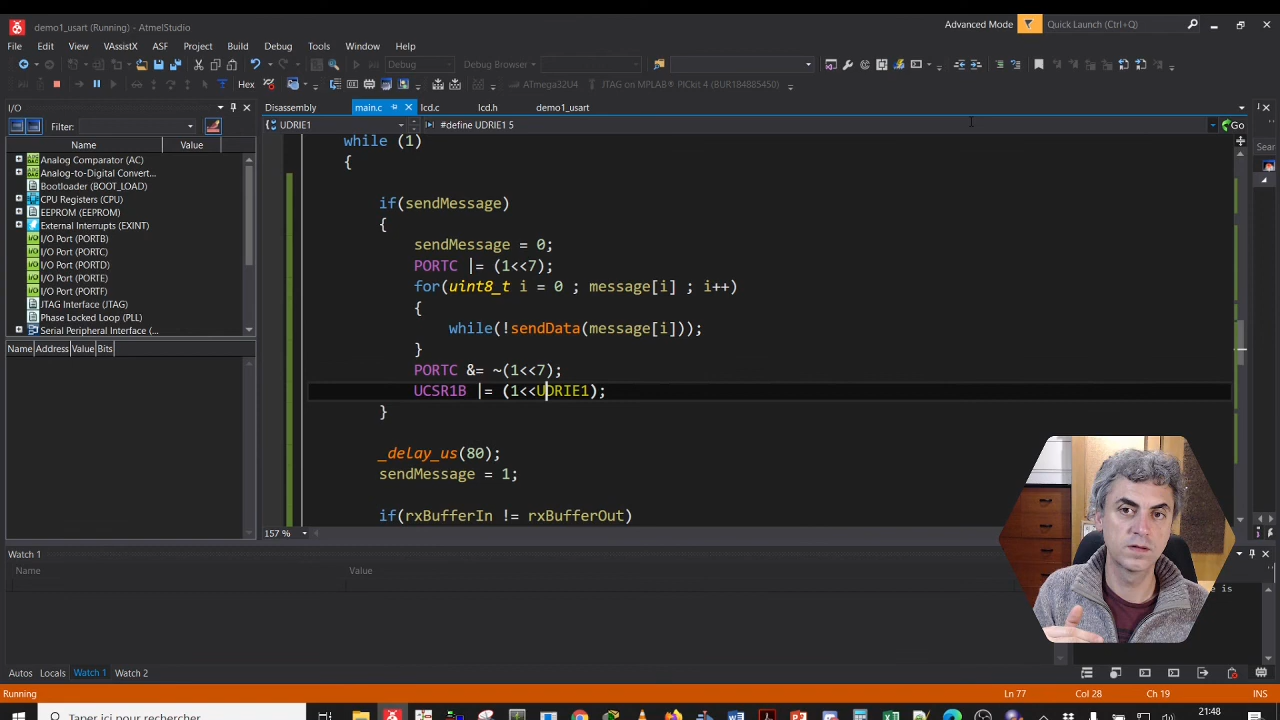 demo1_usart (Running) - AtmelStudio
Advanced Mode
Quick Launch (Ctrl+Q)
File Edit View VAssistX ASF Project Build Debug Tools Window Help
Debug
Debug Browser
Hex
ATmega32U4
JTAG on MPLAB® PICkit 4 (BUR184885450)
I/O
Disassembly main.c lcd.c lcd.h demo1_usart
Filter:
UDRIE1
#define UDRIE1 5
Go
Name Value
Sear
Analog Comparator (AC)
Analog-to-Digital Convert...
Bootloader (BOOT_LOAD)
CPU Registers (CPU)
EEPROM (EEPROM)
External Interrupts (EXINT)
I/O Port (PORTB)
I/O Port (PORTC)
I/O Port (PORTD)
I/O Port (PORTE)
I/O Port (PORTF)
JTAG Interface (JTAG)
Phase Locked Loop (PLL)
Serial Peripheral Interface (...
Name Address Value Bits
while (1)
{
if(sendMessage)
{
sendMessage = 0;
PORTC |= (1<<7);
for(uint8_t i = 0 ; message[i] ; i++)
{
while(!sendData(message[i]));
}
PORTC &= ~(1<<7);
UCSR1B |= (1<<UDRIE1);
}
_delay_us(80);
sendMessage = 1;
if(rxBufferIn != rxBufferOut)
157 %
Watch 1
Name Value
e is
Autos Locals Watch 1 Watch 2
Running
Ln 77 Col 28 Ch 19 INS
Taper ici pour rechercher
21:48